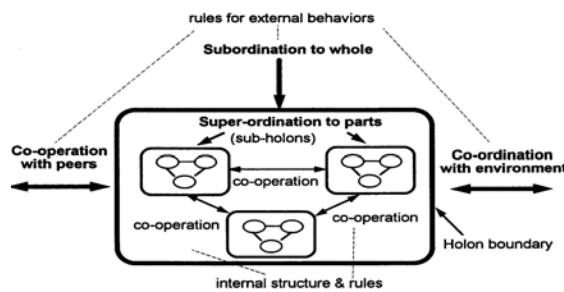 rules for external behaviors
Subordination to whole
Super-ordination to parts
(sub-holons)
Co-operation
with peers
Co-ordination
with environment
co-operation
co-operation
co-operation
Holon boundary
internal structure & rules